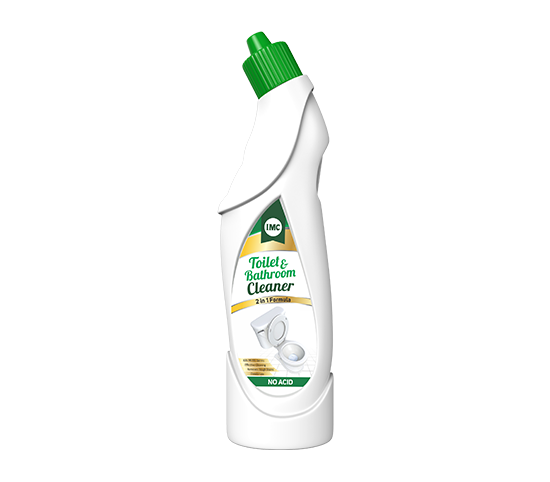 IMC
Toilet &
Bathroom
Cleaner
2 in 1 Formula
NO ACID